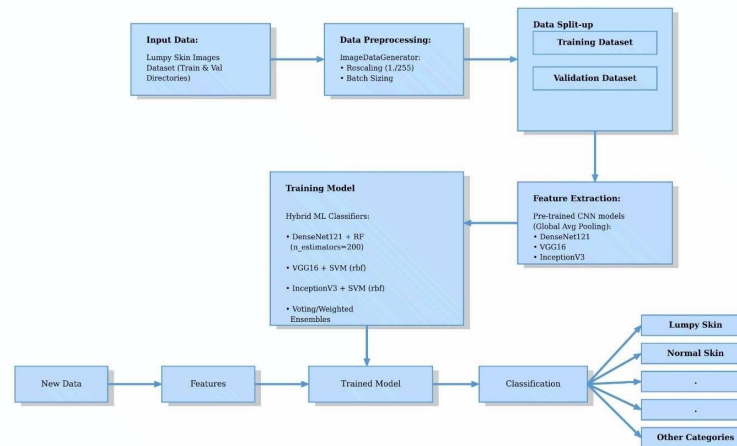 Input Data:
Lumpy Skin Images
Dataset (Train & Val
Directories)
Data Preprocessing:
ImageDataGenerator:
• Rescaling (1./255)
• Batch Sizing
Data Split-up
Training Dataset
Validation Dataset
Training Model
Hybrid ML Classifiers:
• DenseNet121 + RF
(n_estimators=200)
• VGG16 + SVM (rbf)
• InceptionV3 + SVM (rbf)
• Voting/Weighted
Ensembles
Feature Extraction:
Pre-trained CNN models
(Global Avg Pooling):
• DenseNet121
• VGG16
• InceptionV3
New Data
Features
Trained Model
Classification
Lumpy Skin
Normal Skin
.
.
Other Categories